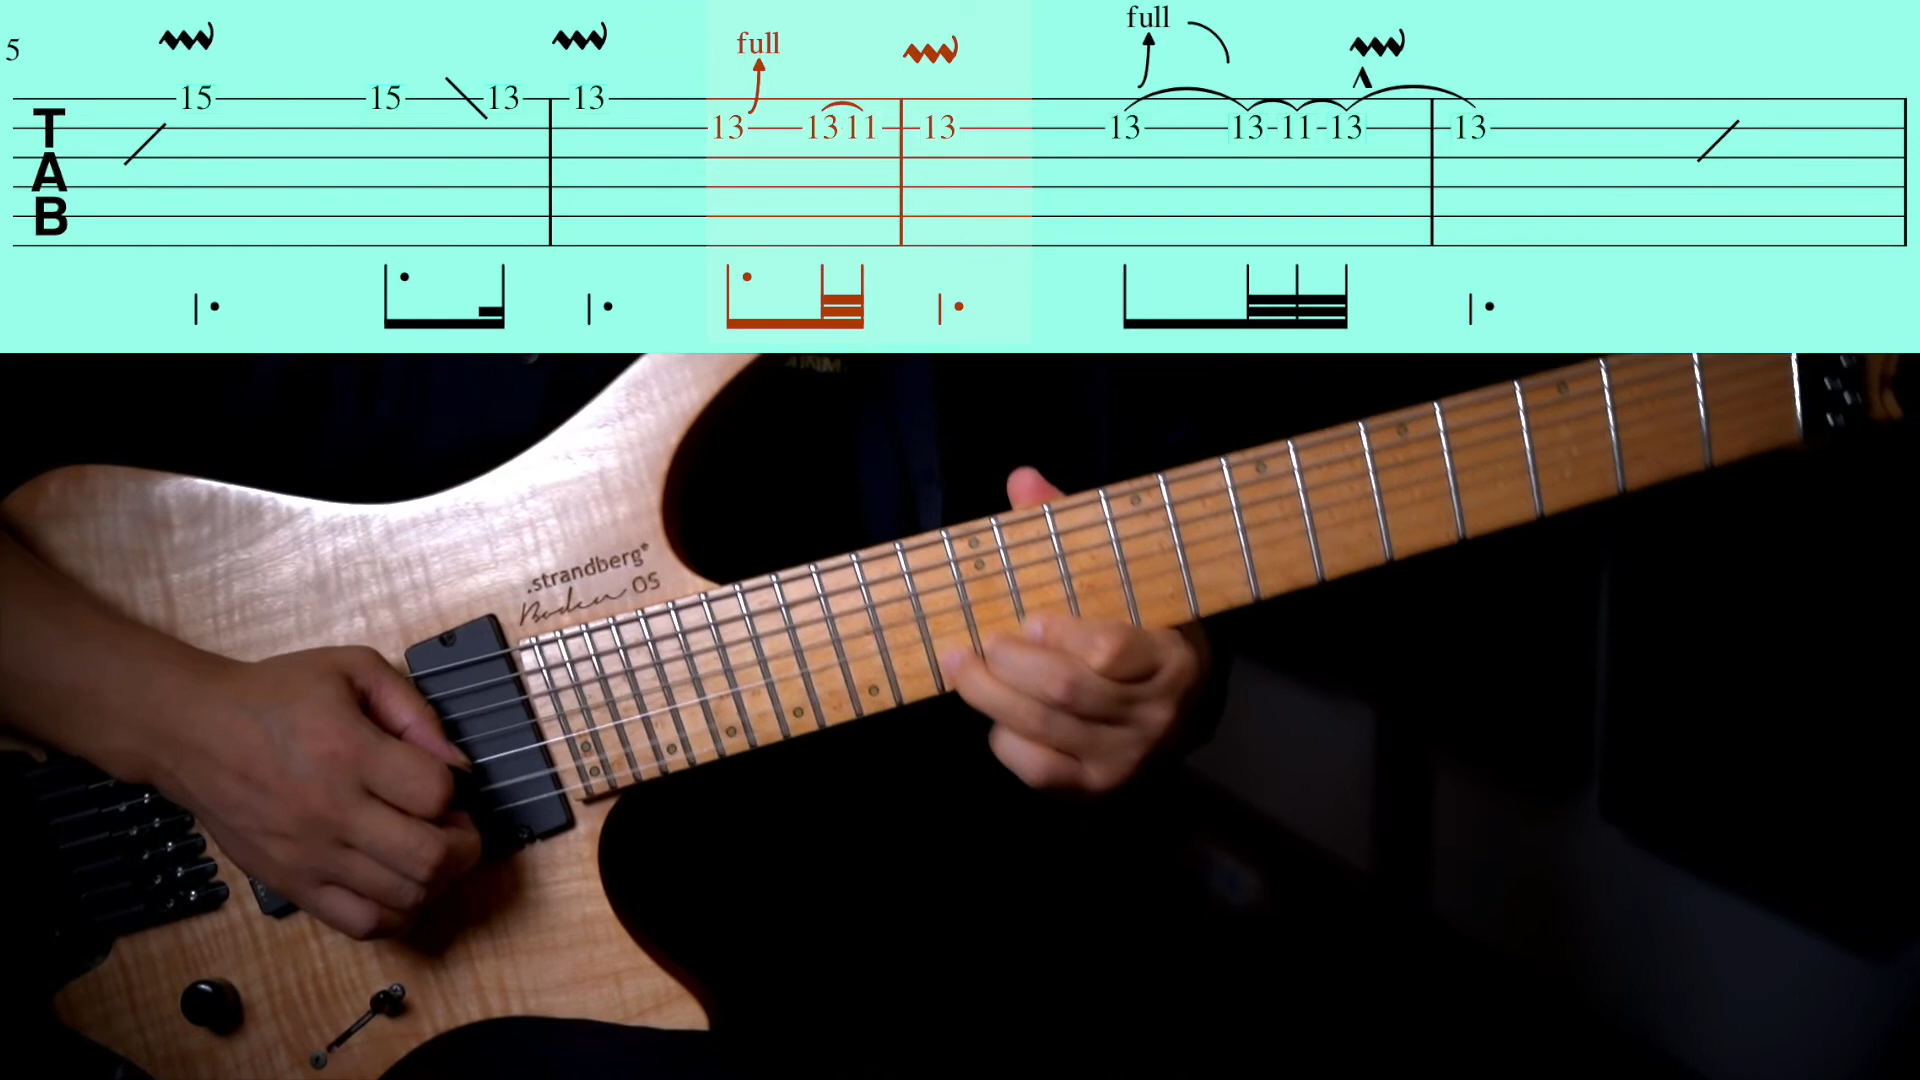 full
full
5
15 15 13 13
T
A
B
13 13 11 13 13 13 11 13 13
.strandberg*
Boden OS